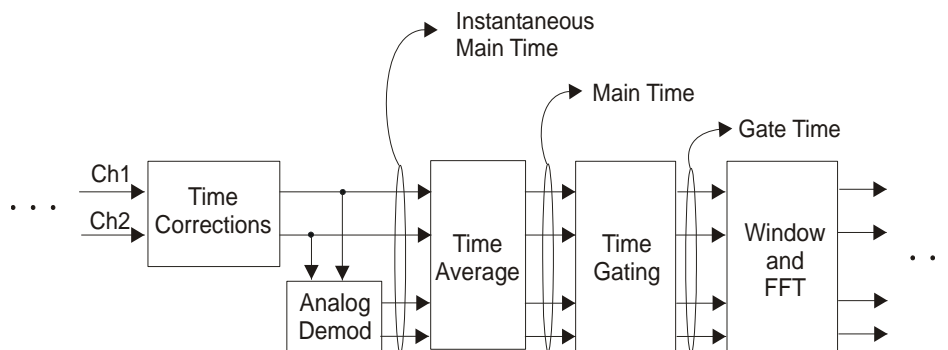 Instantaneous
Main Time
Main Time
Gate Time
Ch1
Ch2
Time
Corrections
Analog
Demod
Time
Average
Time
Gating
Window
and
FFT